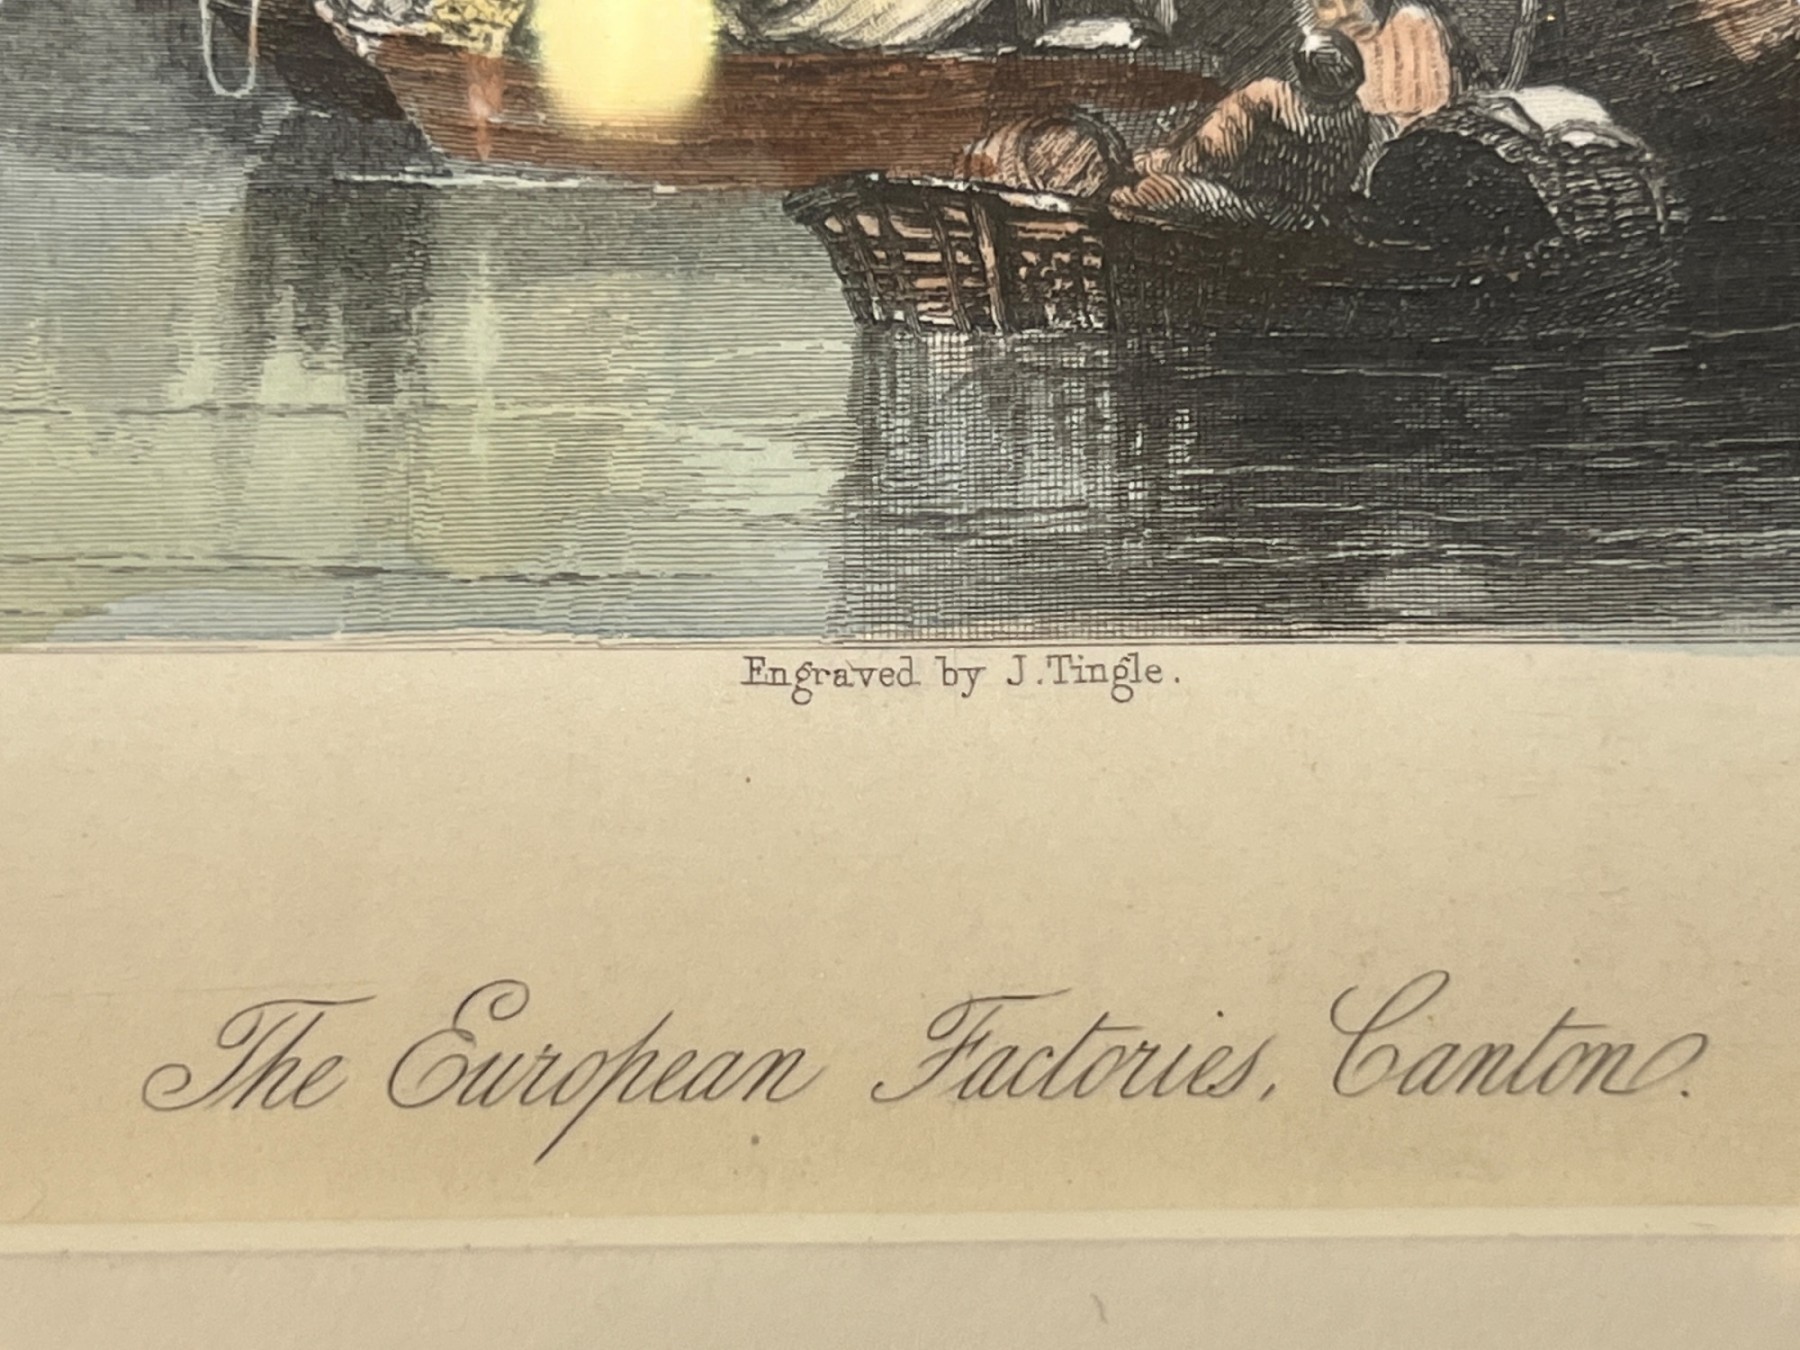 Engraved by J. Tingle.
The European Factories, Canton.